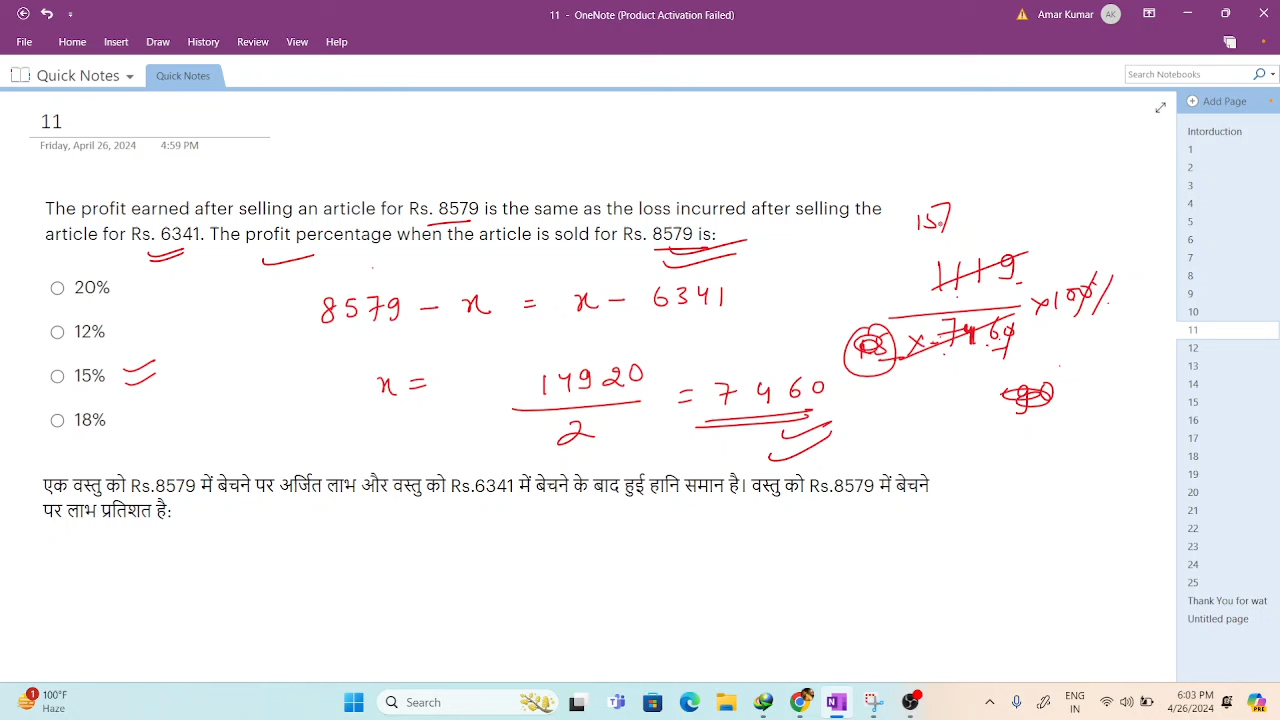 11 - OneNote (Product Activation Failed)
Amar Kumar AK
File Home Insert Draw History Review View Help
Quick Notes Quick Notes
Search Notebooks
Add Page
11
Friday, April 26, 2024 4:59 PM
The profit earned after selling an article for Rs. 8579 is the same as the loss incurred after selling the
article for Rs. 6341. The profit percentage when the article is sold for Rs. 8579 is:
20%
12%
15%
18%
8579 - x = x - 6341
x = 14920
2
= 7460
157
1119
7460
×100%
एक वस्तु को Rs.8579 में बेचने पर अर्जित लाभ और वस्तु को Rs.6341 में बेचने के बाद हुई हानि समान है। वस्तु को Rs.8579 में बेचने
पर लाभ प्रतिशत है:
Intorduction
1
2
3
4
5
6
7
8
9
10
11
12
13
14
15
16
17
18
19
20
21
22
23
24
25
Thank You for wat
Untitled page
1
100°F
Haze
Search
ENG
IN
6:03 PM
4/26/2024